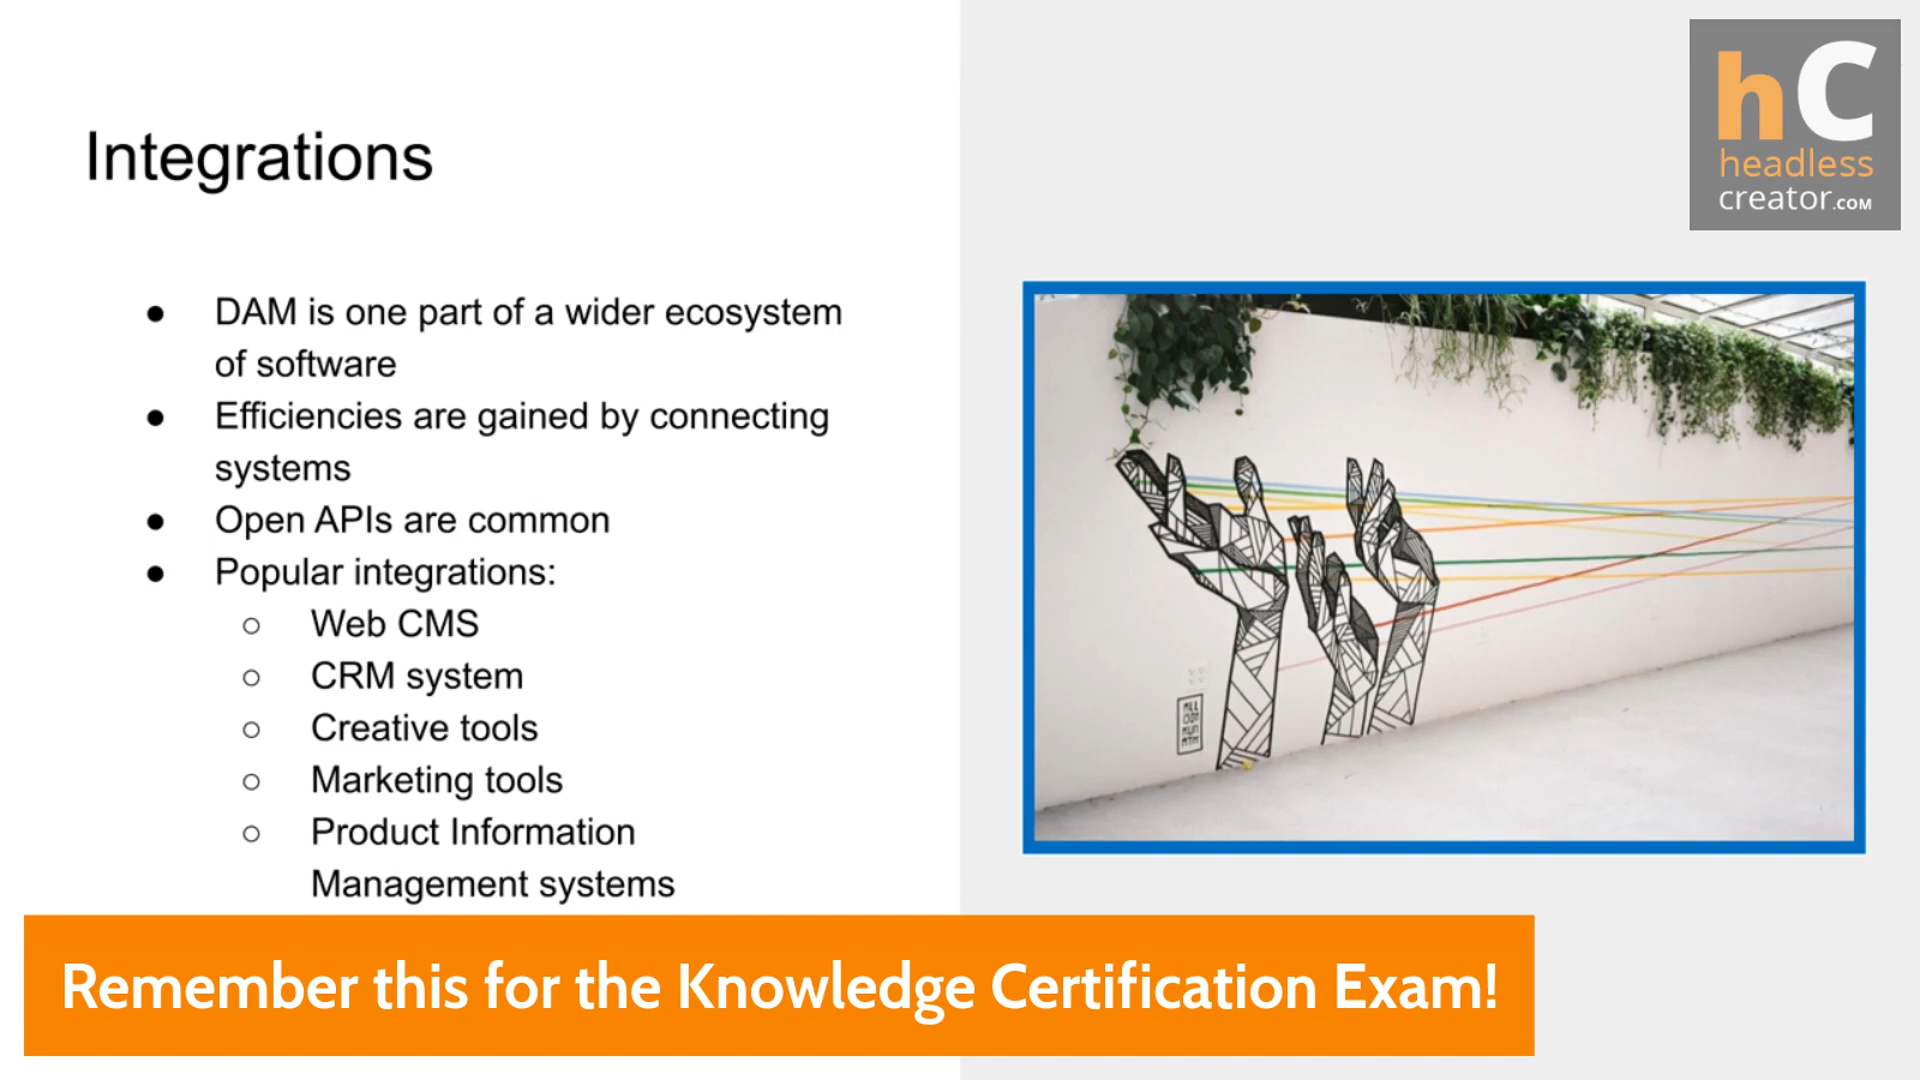 hC
headless
creator.COM
Integrations
● DAM is one part of a wider ecosystem
of software
● Efficiencies are gained by connecting
systems
● Open APIs are common
● Popular integrations:
○ Web CMS
○ CRM system
○ Creative tools
○ Marketing tools
○ Product Information
Management systems
Remember this for the Knowledge Certification Exam!